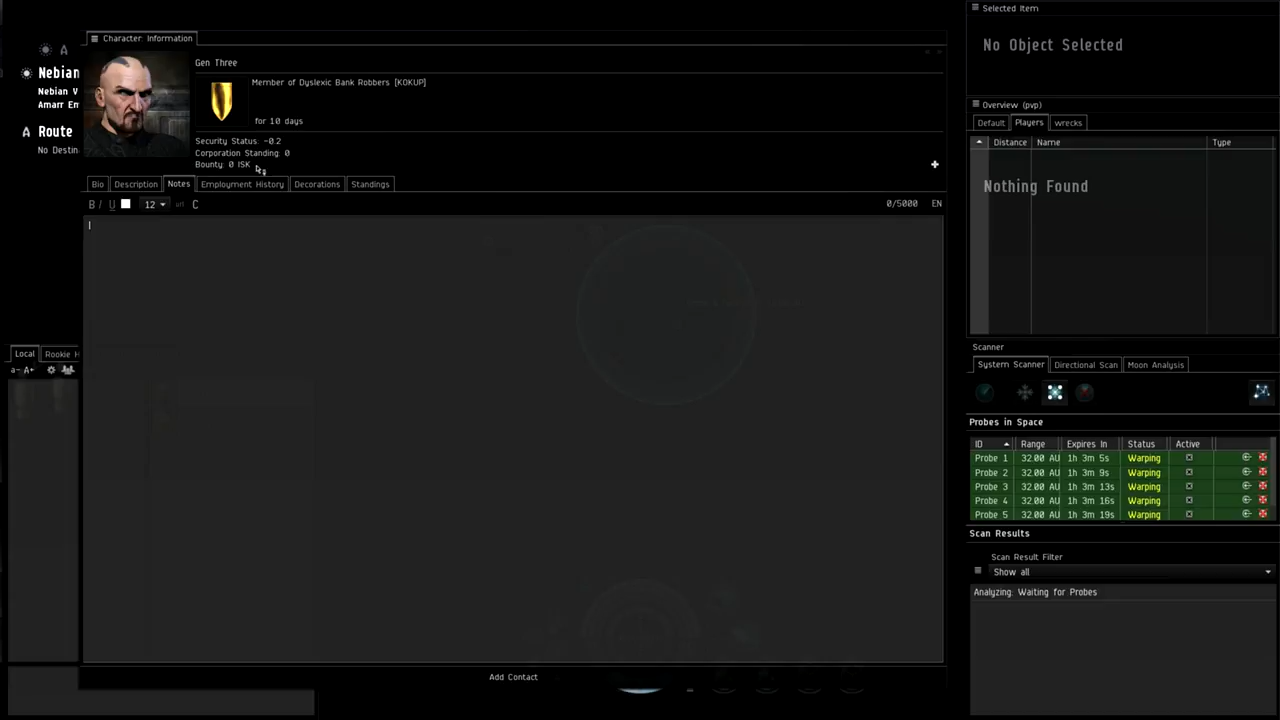 Selected Item
No Object Selected
Character: Information
A
Nebian
Nebian V
Amarr Em
A Route
No Destin
Gen Three
Member of Dyslexic Bank Robbers [KOKUP]
for 10 days
Security Status: -0.2
Corporation Standing: 0
Bounty: 0 ISK
Bio Description Notes Employment History Decorations Standings
B I U 12 url C 0/5000 EN
Overview (pvp)
Default Players wrecks
Distance Name Type
Nothing Found
Local Rookie H
a- A+
Scanner
System Scanner Directional Scan Moon Analysis
Probes in Space
ID Range Expires In Status Active
Probe 1 32.00 AU 1h 3m 5s Warping
Probe 2 32.00 AU 1h 3m 9s Warping
Probe 3 32.00 AU 1h 3m 13s Warping
Probe 4 32.00 AU 1h 3m 16s Warping
Probe 5 32.00 AU 1h 3m 19s Warping
Scan Results
Scan Result Filter
Show all
Analyzing: Waiting for Probes
Add Contact